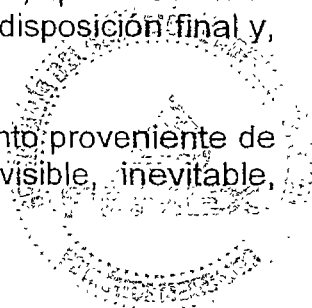 disposición final y,
nto proveniente de
visible, inevitable,